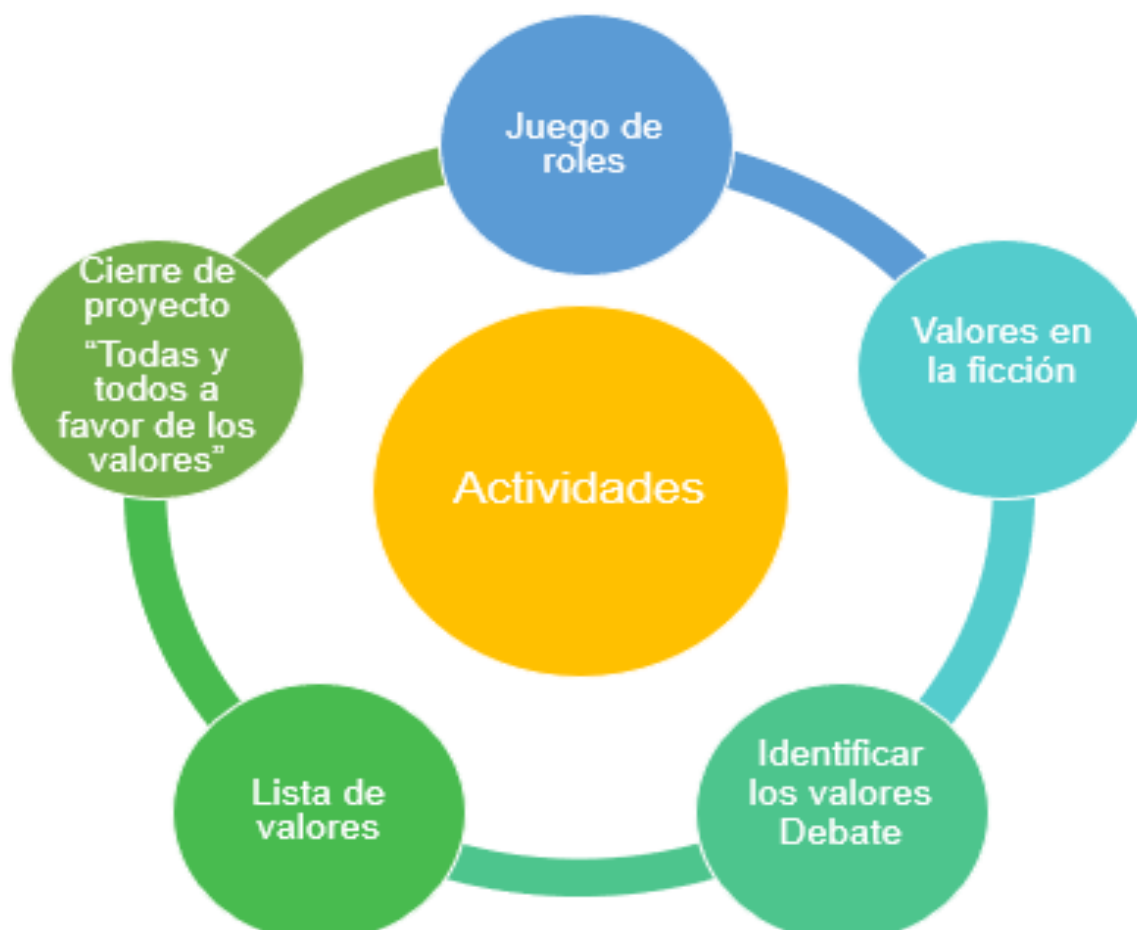 Juego de
roles
Valores en
la ficción
Identificar
los valores
Debate
Lista de
valores
Cierre de
proyecto
“Todas y
todos a
favor de los
valores”
Actividades